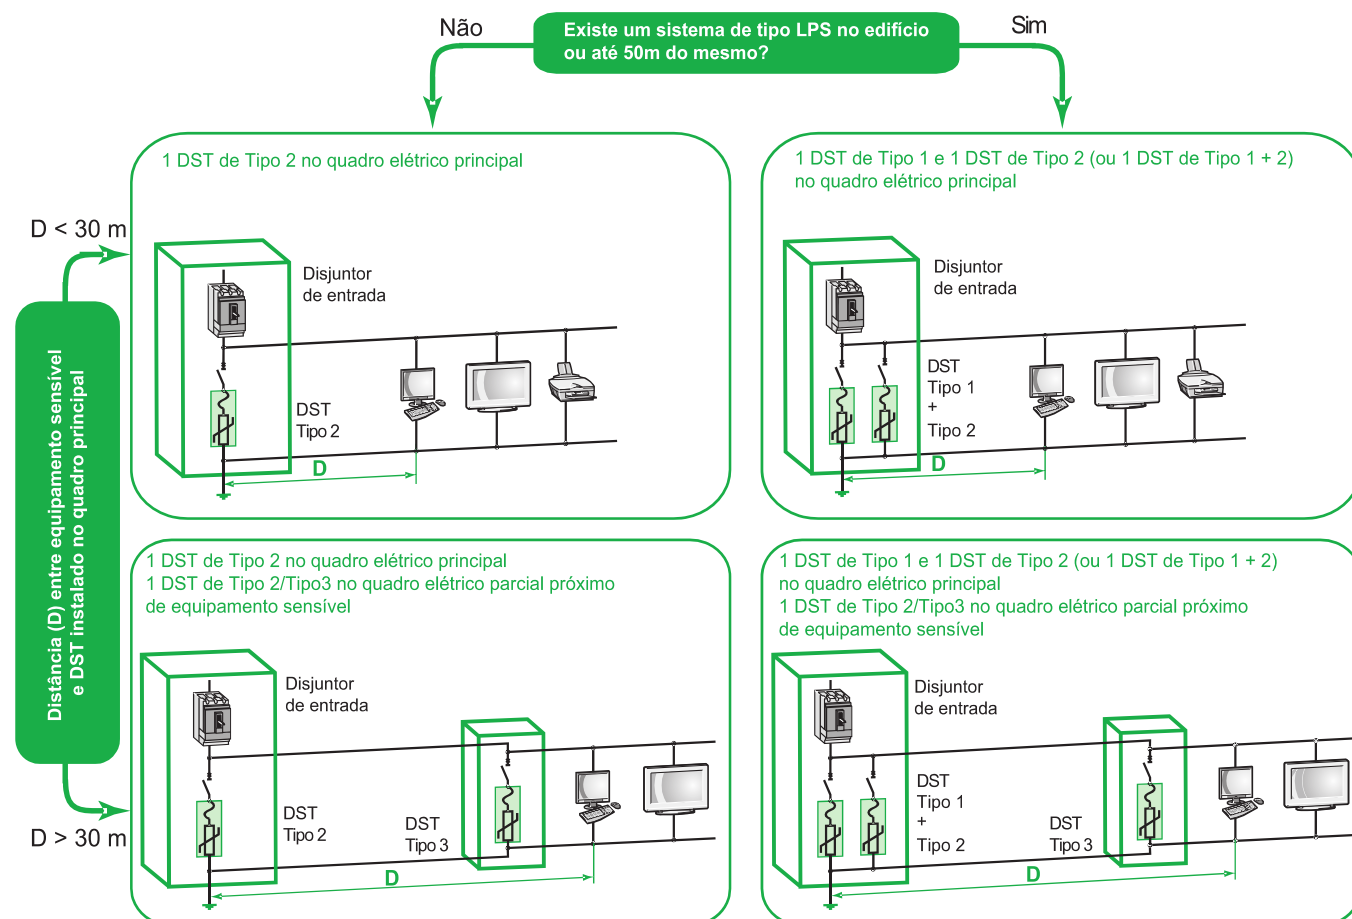 Não
Existe um sistema de tipo LPS no edifício
ou até 50m do mesmo?
Sim
1 DST de Tipo 2 no quadro elétrico principal
1 DST de Tipo 1 e 1 DST de Tipo 2 (ou 1 DST de Tipo 1 + 2)
no quadro elétrico principal
D < 30 m
Disjuntor
de entrada
DST
Tipo 2
D
Disjuntor
de entrada
DST
Tipo 1
+
Tipo 2
D
Distância (D) entre equipamento sensível
e DST instalado no quadro principal
1 DST de Tipo 2 no quadro elétrico principal
1 DST de Tipo 2/Tipo3 no quadro elétrico parcial próximo
de equipamento sensível
1 DST de Tipo 1 e 1 DST de Tipo 2 (ou 1 DST de Tipo 1 + 2)
no quadro elétrico principal
1 DST de Tipo 2/Tipo3 no quadro elétrico parcial próximo
de equipamento sensível
D > 30 m
Disjuntor
de entrada
DST
Tipo 2
DST
Tipo 3
D
Disjuntor
de entrada
DST
Tipo 1
+
Tipo 2
DST
Tipo 3
D